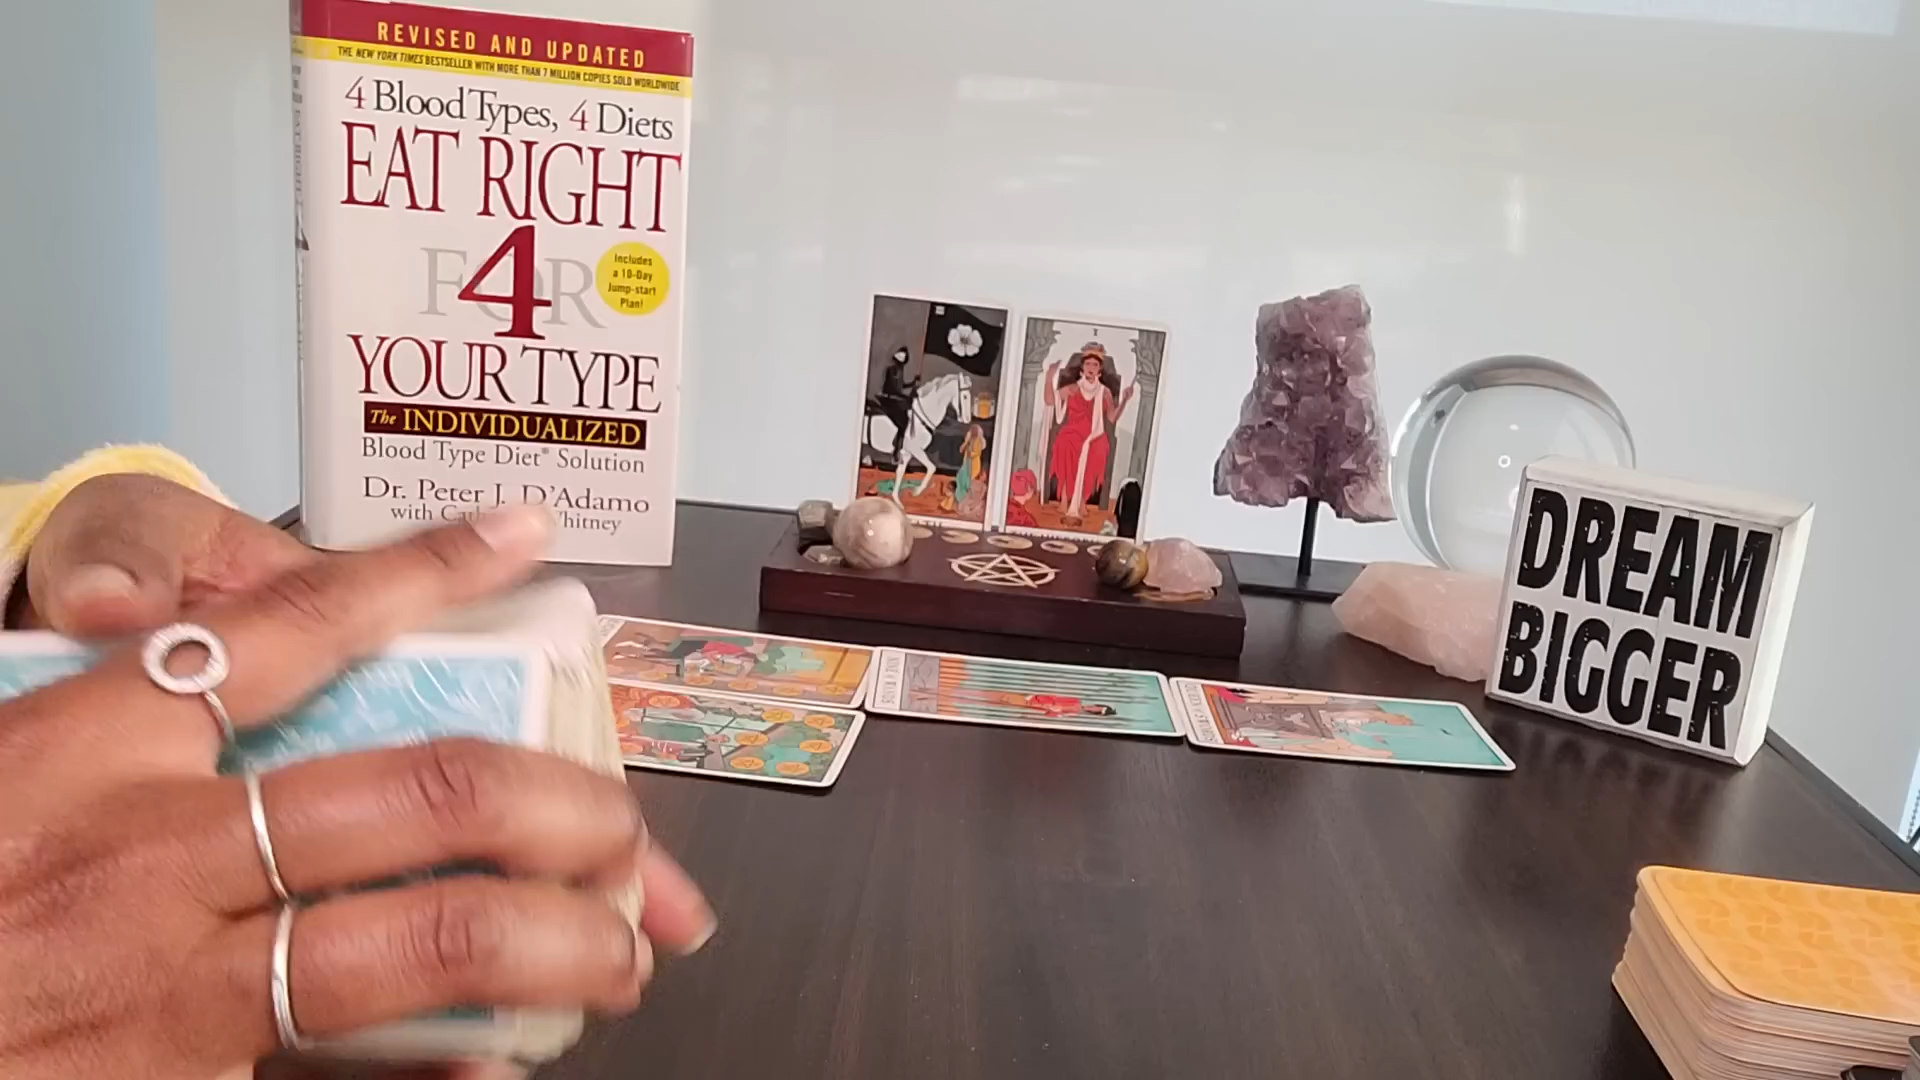 REVISED AND UPDATED
THE NEW YORK TIMES BESTSELLER WITH MORE THAN 7 MILLION COPIES SOLD WORLDWIDE
4 Blood Types, 4 Diets
EAT RIGHT
FOR
4
Includes
a 10-Day
Jump-start
Plan!
YOUR TYPE
The INDIVIDUALIZED
Blood Type Diet® Solution
Dr. Peter J. D'Adamo
with
DREAM
BIGGER